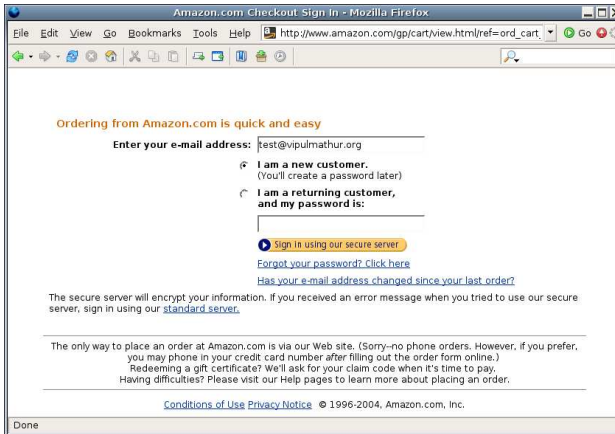 Amazon.com Checkout Sign In - Mozilla Firefox
File Edit View Go Bookmarks Tools Help http://www.amazon.com/gp/cart/view.html/ref=ord_cart_ Go
Ordering from Amazon.com is quick and easy
Enter your e-mail address: test@vipulmathur.org
I am a new customer.
(You'll create a password later)
I am a returning customer,
and my password is:
Sign in using our secure server
Forgot your password? Click here
Has your e-mail address changed since your last order?
The secure server will encrypt your information. If you received an error message when you tried to use our secure
server, sign in using our standard server.
The only way to place an order at Amazon.com is via our Web site. (Sorry--no phone orders. However, if you prefer,
you may phone in your credit card number after filling out the order form online.)
Redeeming a gift certificate? We'll ask for your claim code when it's time to pay.
Having difficulties? Please visit our Help pages to learn more about placing an order.
Conditions of Use Privacy Notice © 1996-2004, Amazon.com, Inc.
Done